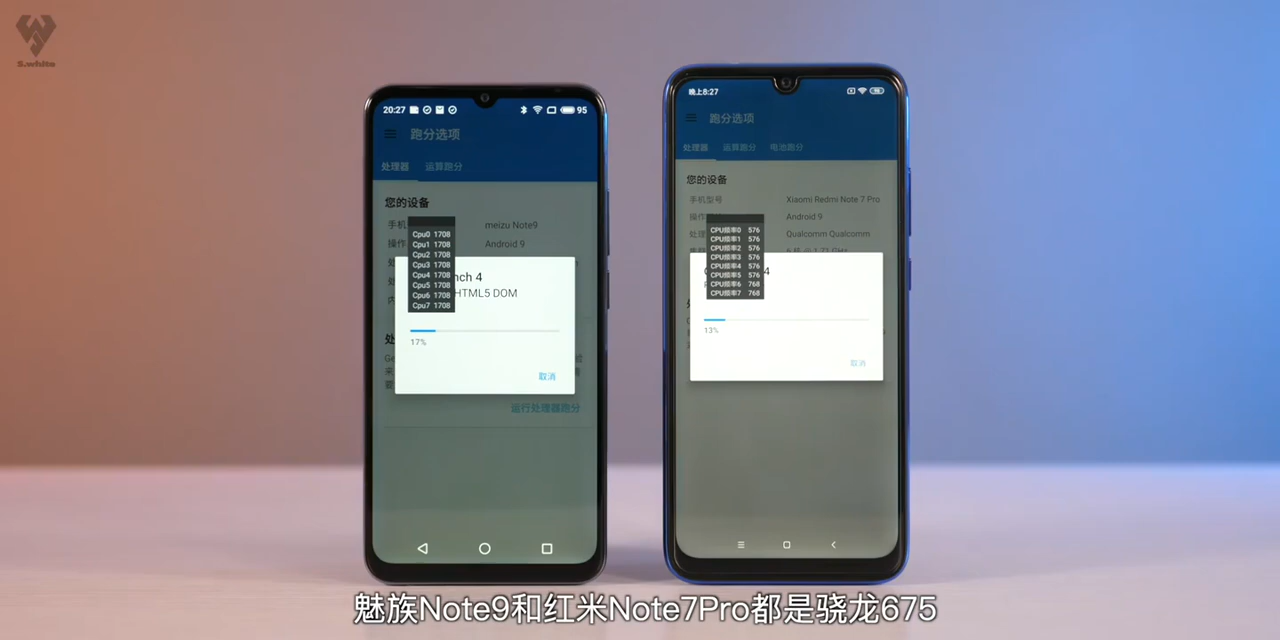 S.white
20:27
95
跑分选项
处理器 运算跑分
您的设备
手机
meizu Note9
操作
Android 9
Cpu0 1708
Cpu1 1708
Cpu2 1708
Cpu3 1708
Cpu4 1708
Cpu5 1708
Cpu6 1708
Cpu7 1708
nch 4
HTML5 DOM
17%
取消
运行处理器跑分
晚上8:27
跑分选项
处理器 运算跑分 电池跑分
您的设备
手机型号 Xiaomi Redmi Note 7 Pro
操作 Android 9
处理 Qualcomm Qualcomm
CPU频率0 576
CPU频率1 576
CPU频率2 576
CPU频率3 576
CPU频率4 576
CPU频率5 576
CPU频率6 768
CPU频率7 768
4
13%
取消
魅族Note9和红米Note7Pro都是骁龙675